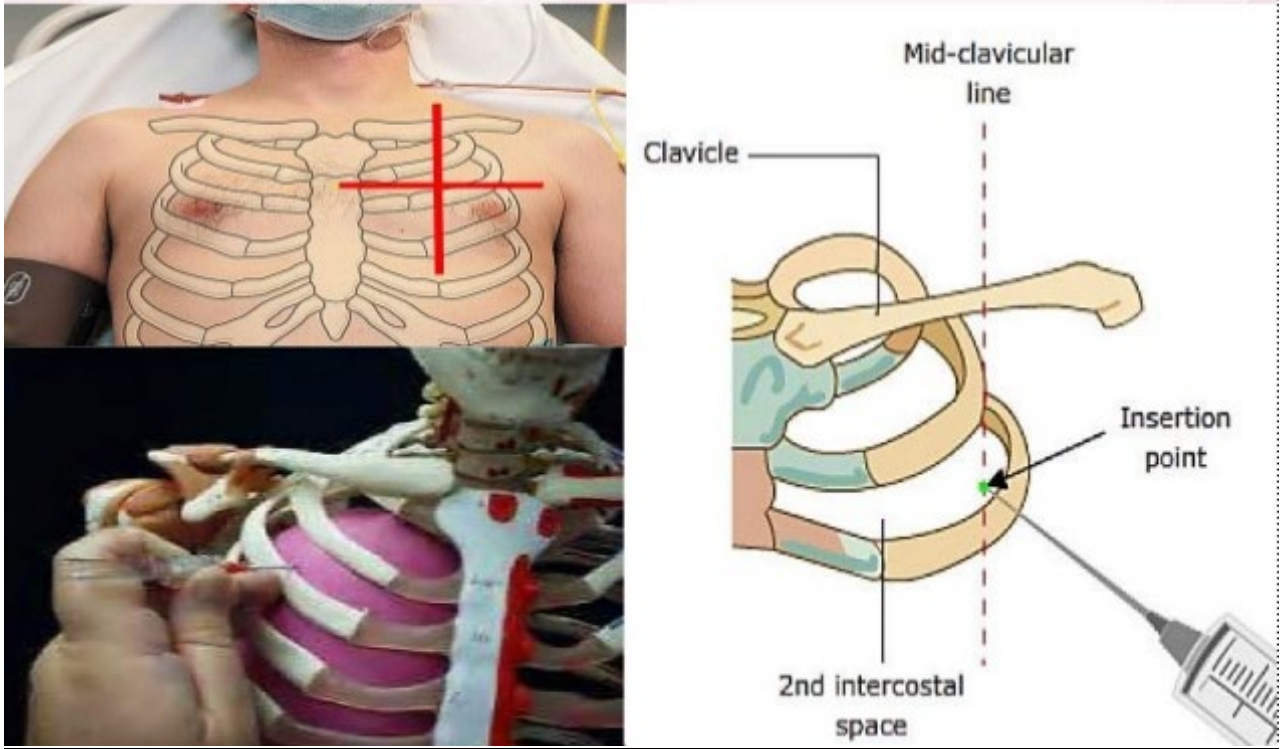 Mid-clavicular
line
Clavicle
Insertion
point
2nd intercostal
space